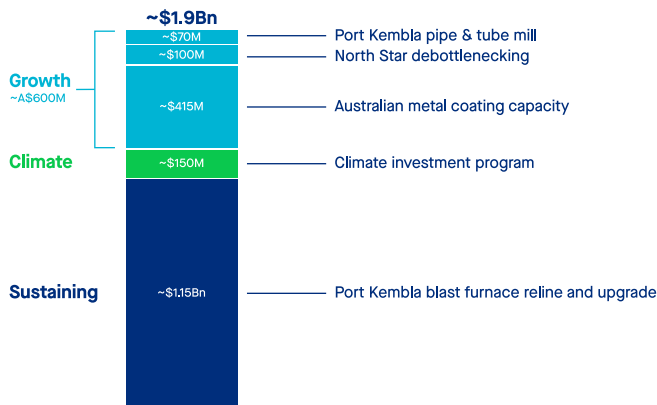 ~$1.9Bn
~$70M Port Kembla pipe & tube mill
~$100M North Star debottlenecking
Growth
~A$600M
~$415M Australian metal coating capacity
Climate ~$150M Climate investment program
Sustaining ~$1.15Bn Port Kembla blast furnace reline and upgrade